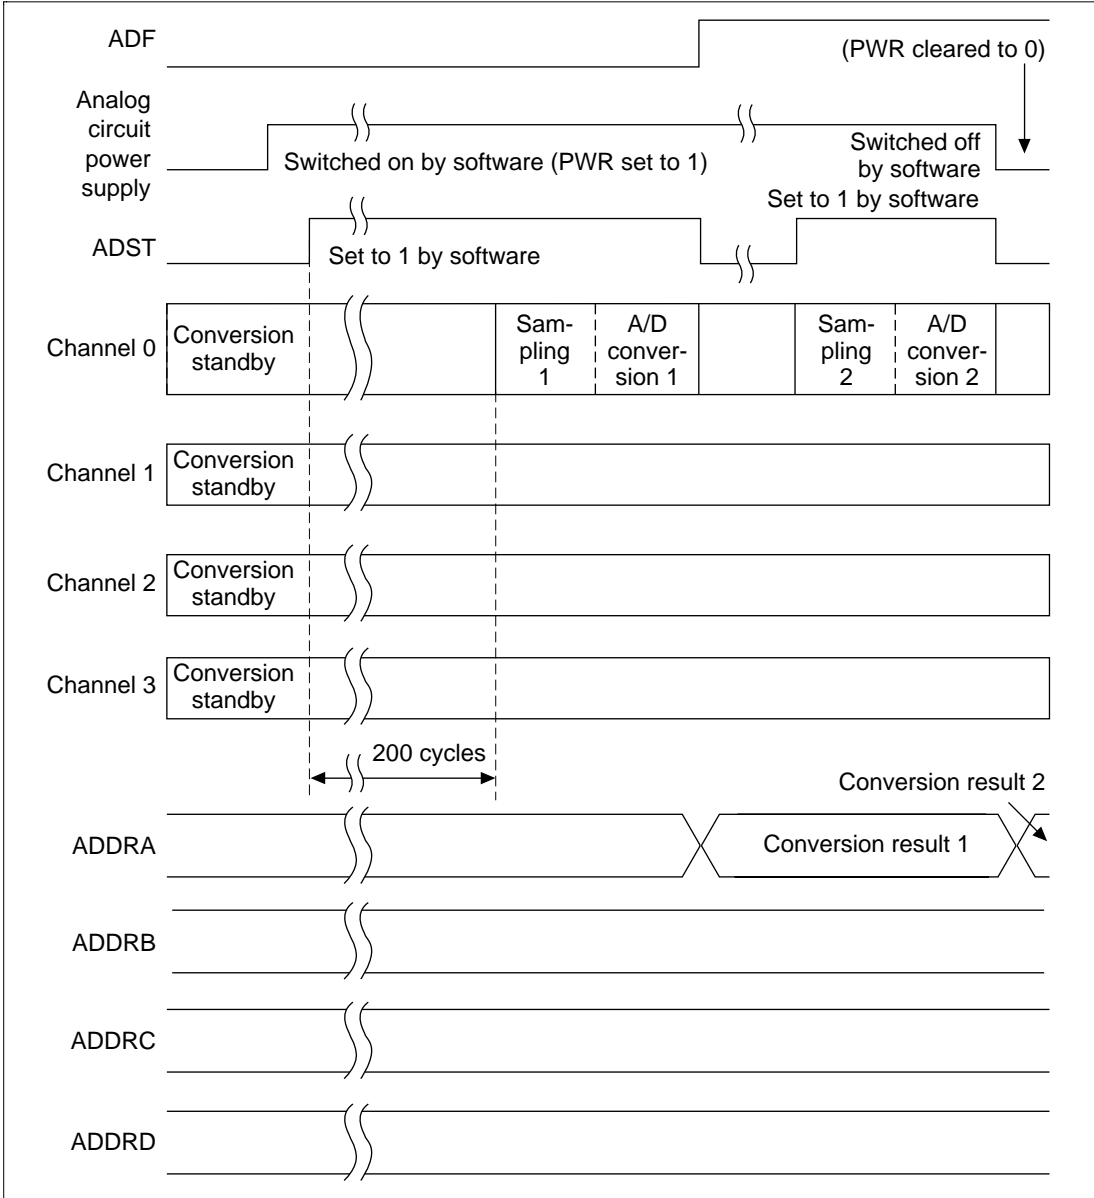 ADF
(PWR cleared to 0)
Analog
circuit
power
supply
Switched on by software (PWR set to 1)
Switched off
by software
Set to 1 by software
ADST
Set to 1 by software
Channel 0
Conversion
standby
Sam-
pling
1
A/D
conver-
sion 1
Sam-
pling
2
A/D
conver-
sion 2
Channel 1
Conversion
standby
Channel 2
Conversion
standby
Channel 3
Conversion
standby
200 cycles
Conversion result 2
ADDRA
Conversion result 1
ADDRB
ADDRC
ADDRD